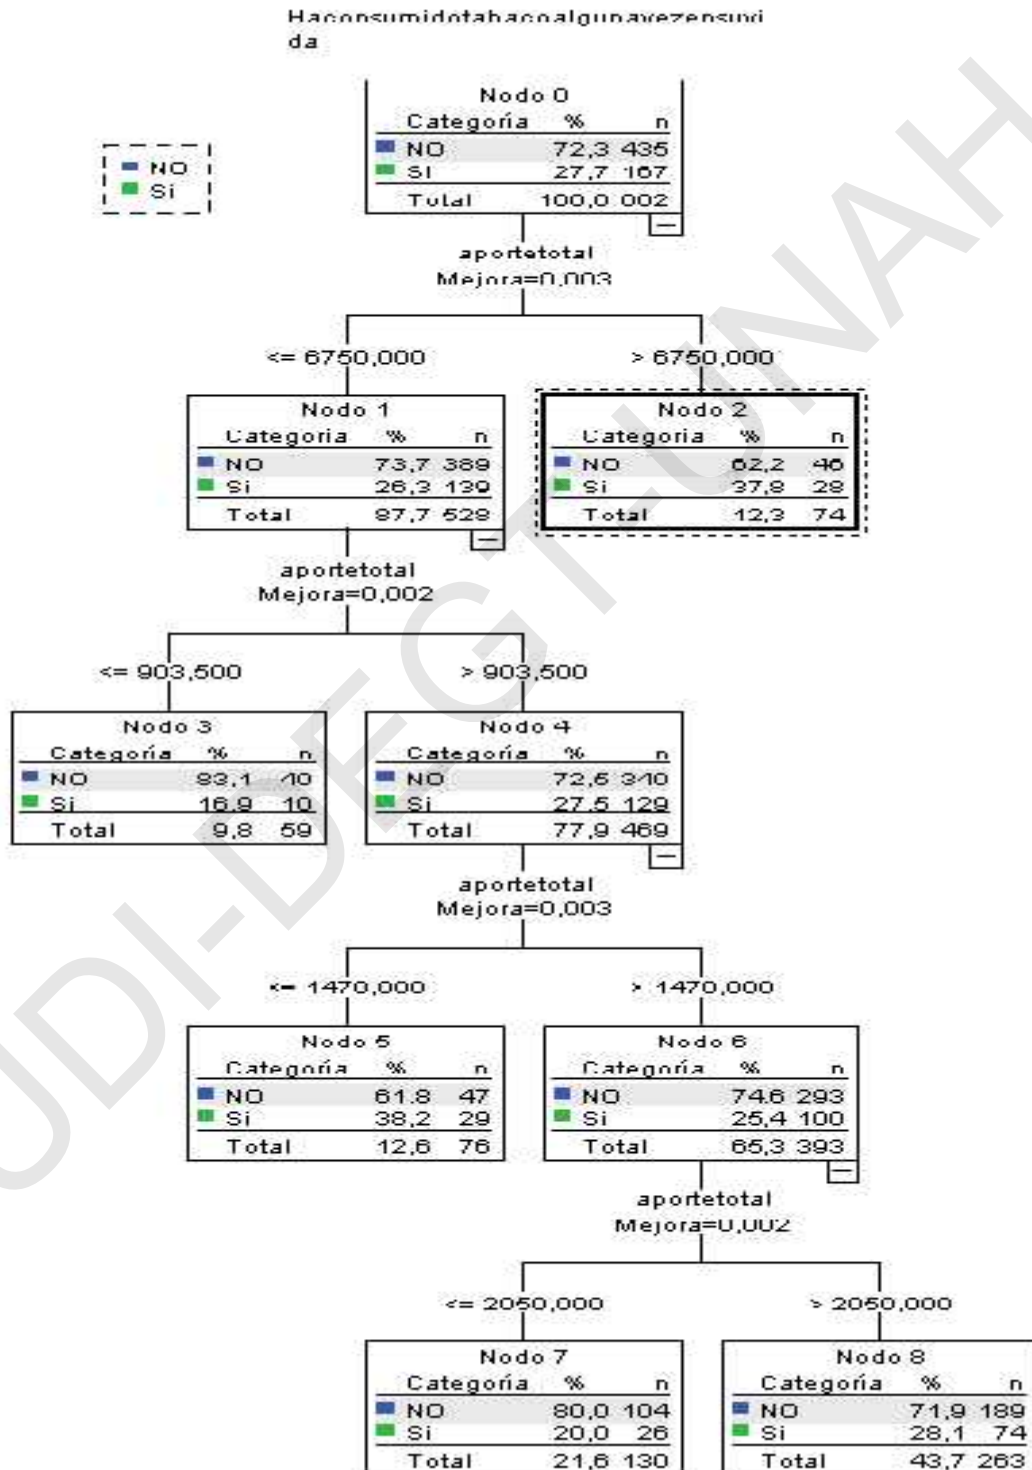 Haconsumidotabacoalgunavezensuvi
da
NO
Si
Nodo 0
Categoría % n
NO 72,3 435
Si 27,7 167
Total 100,0 002
aportetotal
Mejora=0,003
<= 6750,000
> 6750,000
Nodo 1
Categoría % n
NO 73,7 389
Si 26,3 139
Total 87,7 528
Nodo 2
Categoría % n
NO 62,2 46
Si 37,8 28
Total 12,3 74
aportetotal
Mejora=0,002
<= 903,500
> 903,500
Nodo 3
Categoría % n
NO 83,1
Si 16,9 10
Total 9,8 59
Nodo 4
Categoría % n
NO 72,5 340
Si 27,5 129
Total 77,9 469
aportetotal
Mejora=0,003
<= 1470,000
> 1470,000
Nodo 5
Categoría % n
NO 61,8 47
Si 38,2 29
Total 12,6 76
Nodo 6
Categoría % n
NO 74,6 293
Si 25,4 100
Total 65,3 393
aportetotal
Mejora=0,002
<= 2050,000
> 2050,000
Nodo 7
Categoría % n
NO 80,0 104
Si 20,0 26
Total 21,6 130
Nodo 8
Categoría % n
NO 71,9 189
Si 28,1 74
Total 43,7 263
UDI-DEGT-UNAH